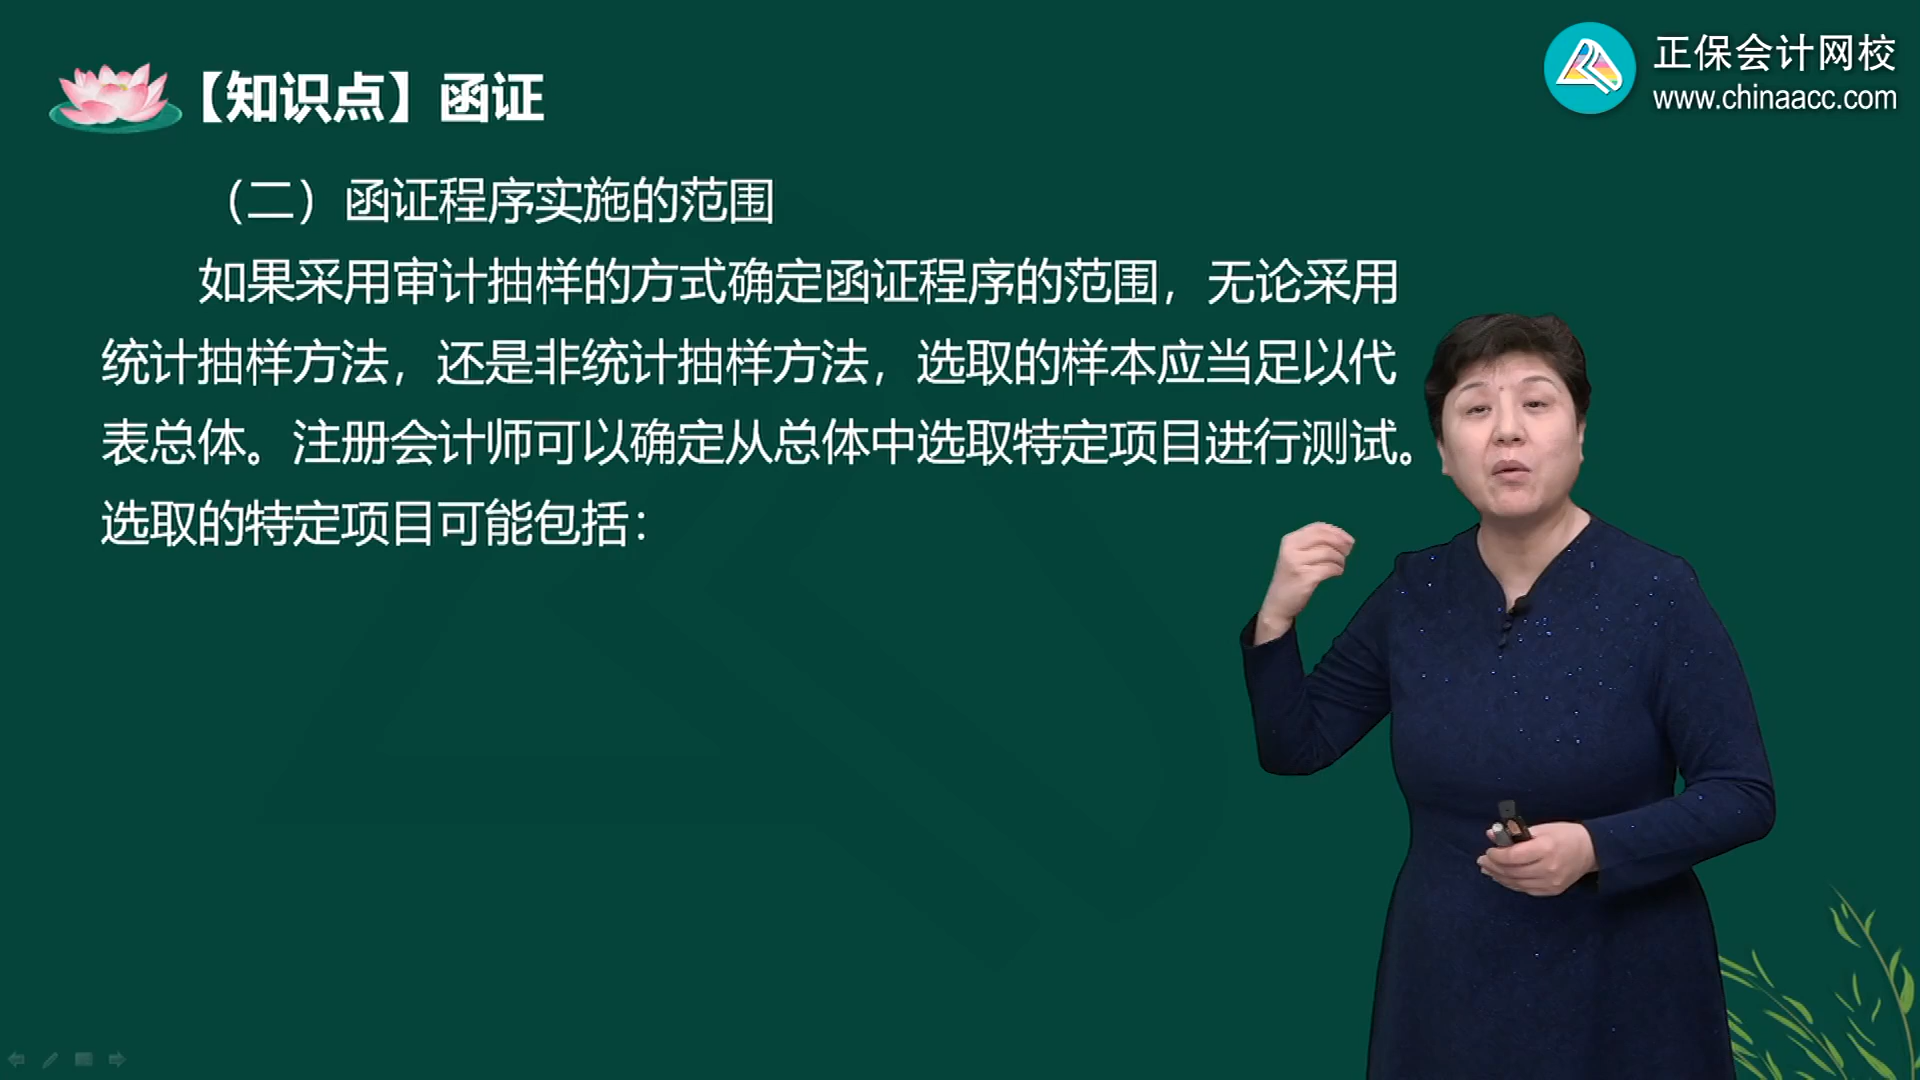 正保会计网校
www.chinaacc.com
【知识点】函证
（二）函证程序实施的范围
如果采用审计抽样的方式确定函证程序的范围，无论采用
统计抽样方法，还是非统计抽样方法，选取的样本应当足以代
表总体。注册会计师可以确定从总体中选取特定项目进行测试。
选取的特定项目可能包括：